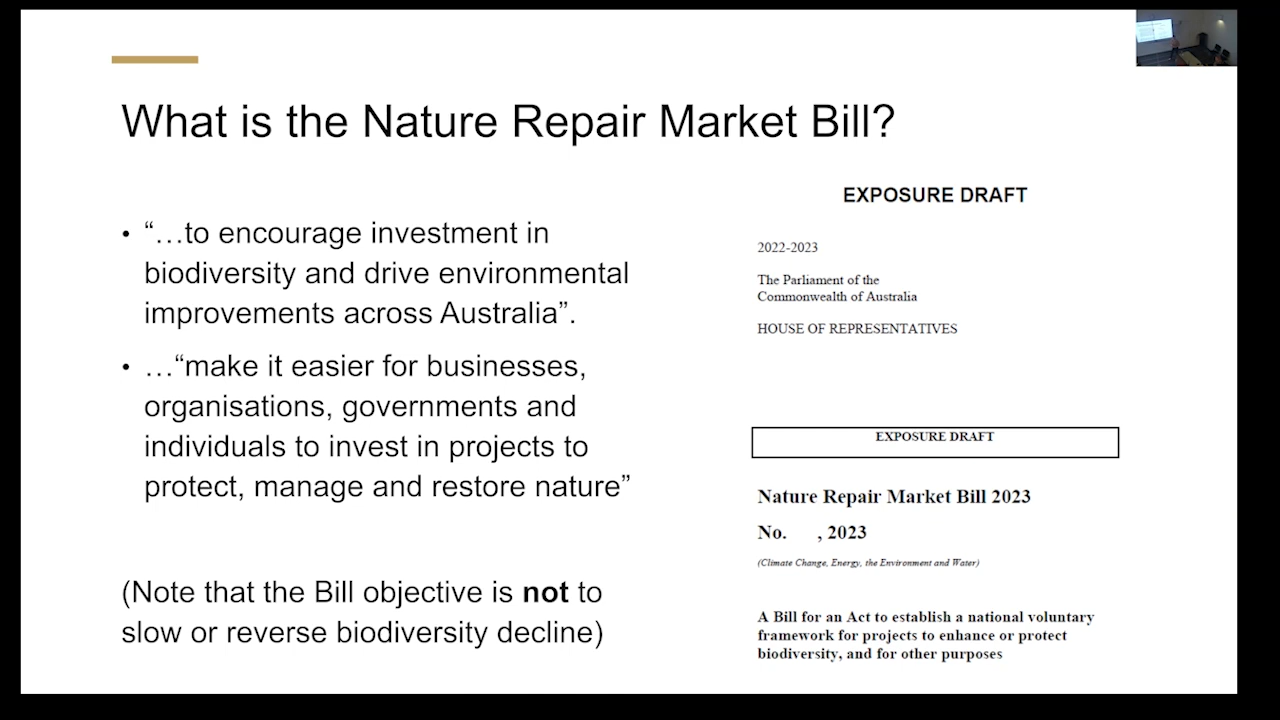 What is the Nature Repair Market Bill?
• “…to encourage investment in
biodiversity and drive environmental
improvements across Australia”.
• …“make it easier for businesses,
organisations, governments and
individuals to invest in projects to
protect, manage and restore nature”
(Note that the Bill objective is not to
slow or reverse biodiversity decline)
EXPOSURE DRAFT
2022-2023
The Parliament of the
Commonwealth of Australia
HOUSE OF REPRESENTATIVES
EXPOSURE DRAFT
Nature Repair Market Bill 2023
No. , 2023
(Climate Change, Energy, the Environment and Water)
A Bill for an Act to establish a national voluntary
framework for projects to enhance or protect
biodiversity, and for other purposes